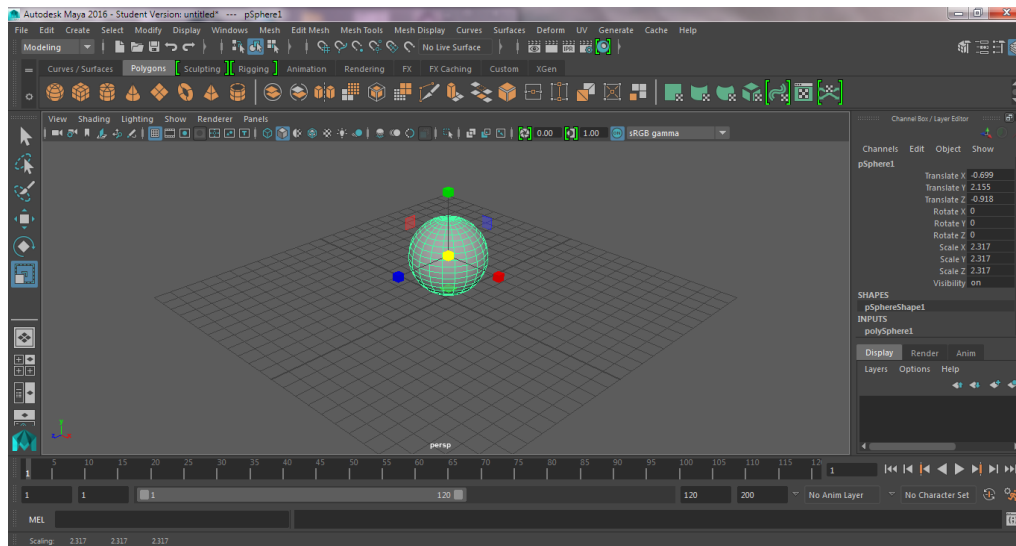 Autodesk Maya 2016 - Student Version: untitled* --- pSphere1
File Edit Create Select Modify Display Windows Mesh Edit Mesh Mesh Tools Mesh Display Curves Surfaces Deform UV Generate Cache Help
Modeling No Live Surface
Curves / Surfaces Polygons Sculpting Rigging Animation Rendering FX FX Caching Custom XGen
View Shading Lighting Show Renderer Panels
0.00 1.00 sRGB gamma
Channel Box / Layer Editor
Channels Edit Object Show
pSphere1
Translate X -0.699
Translate Y 2.155
Translate Z -0.918
Rotate X 0
Rotate Y 0
Rotate Z 0
Scale X 2.317
Scale Y 2.317
Scale Z 2.317
Visibility on
SHAPES
pSphereShape1
INPUTS
polySphere1
Display Render Anim
Layers Options Help
persp
5 10 15 20 25 30 35 40 45 50 55 60 65 70 75 80 85 90 95 100 105 110 115
1 1
1 1 1 120 120 200 No Anim Layer No Character Set
MEL
Scaling: 2.317 2.317 2.317